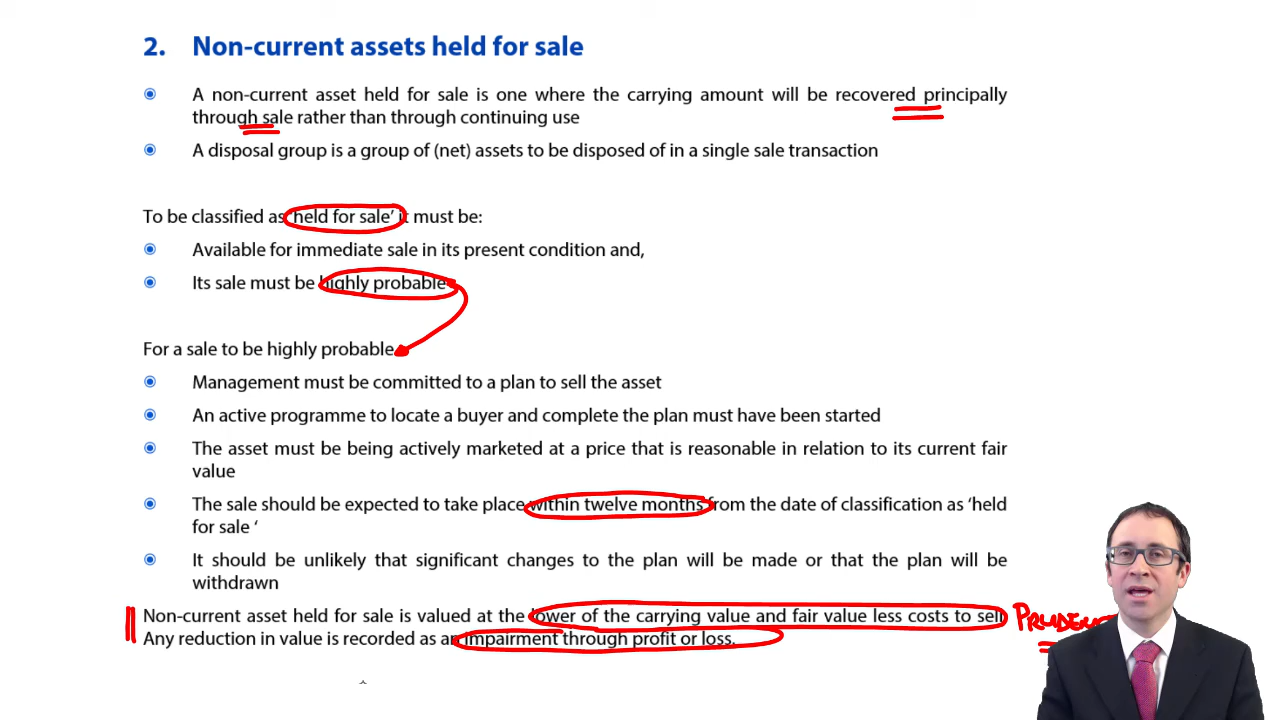 2. Non-current assets held for sale
A non-current asset held for sale is one where the carrying amount will be recovered principally
through sale rather than through continuing use
A disposal group is a group of (net) assets to be disposed of in a single sale transaction
To be classified as 'held for sale' it must be:
Available for immediate sale in its present condition and,
Its sale must be highly probable
For a sale to be highly probable
Management must be committed to a plan to sell the asset
An active programme to locate a buyer and complete the plan must have been started
The asset must be being actively marketed at a price that is reasonable in relation to its current fair
value
The sale should be expected to take place within twelve months from the date of classification as 'held
for sale '
It should be unlikely that significant changes to the plan will be made or that the plan will be
withdrawn
Non-current asset held for sale is valued at the lower of the carrying value and fair value less costs to sell.
Any reduction in value is recorded as an impairment through profit or loss.